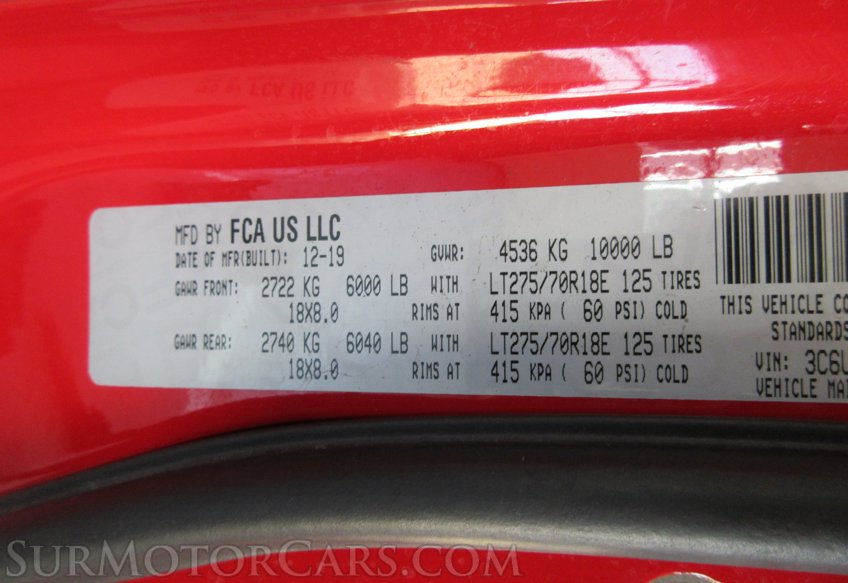 MFD BY FCA US LLC
DATE OF MFR(BUILT): 12-19 GVWR: 4536 KG 10000 LB
GAWR FRONT: 2722 KG 6000 LB WITH LT275/70R18E 125 TIRES
18X8.0 RIMS AT 415 KPA ( 60 PSI) COLD
GAWR REAR: 2740 KG 6040 LB WITH LT275/70R18E 125 TIRES
18X8.0 RIMS AT 415 KPA ( 60 PSI) COLD
THIS VEHICLE CO
STANDARDS
VIN: 3C6U
VEHICLE MA
SurMotorCars.com